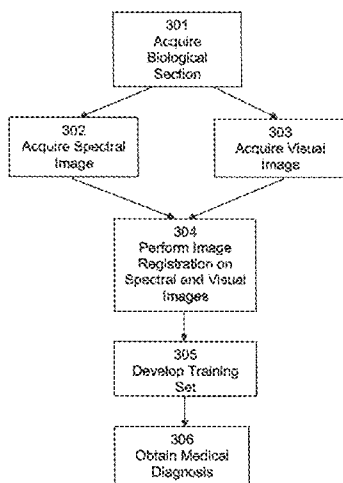 301
Acquire
Biological
Section
302
Acquire Spectral
Image
303
Acquire Visual
Image
304
Perform Image
Registration on
Spectral and Visual
Images
305
Develop Training
Set
306
Obtain Medical
Diagnosis